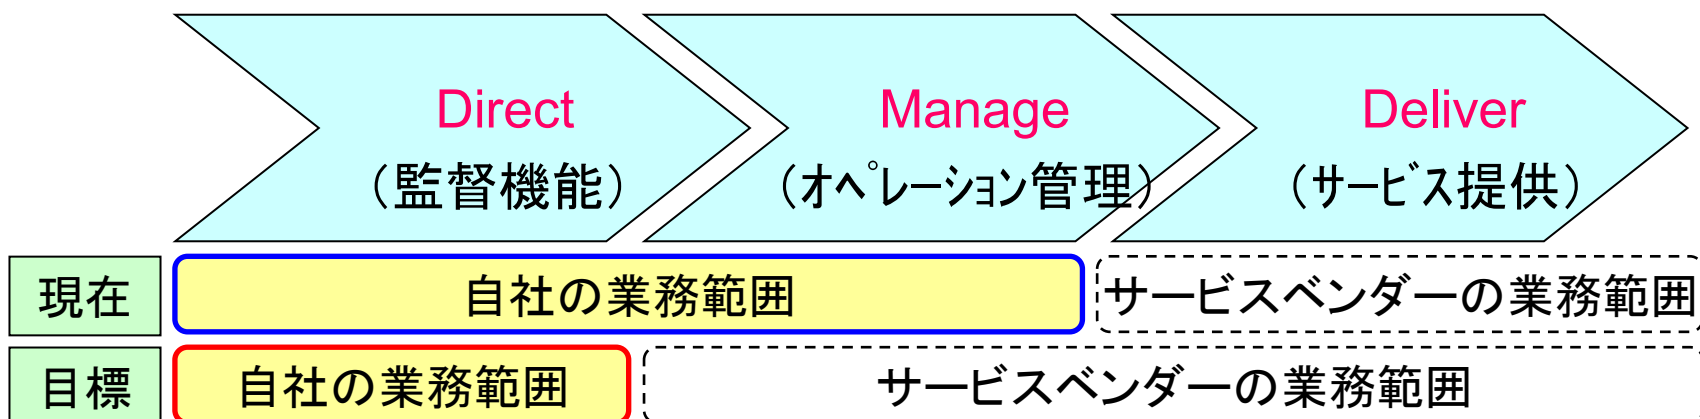 Direct
（監督機能）
Manage
（ｵﾍﾟﾚｰｼｮﾝ管理）
Deliver
（ｻｰﾋﾞｽ提供）
現在
自社の業務範囲
サービスベンダーの業務範囲
目標
自社の業務範囲
サービスベンダーの業務範囲